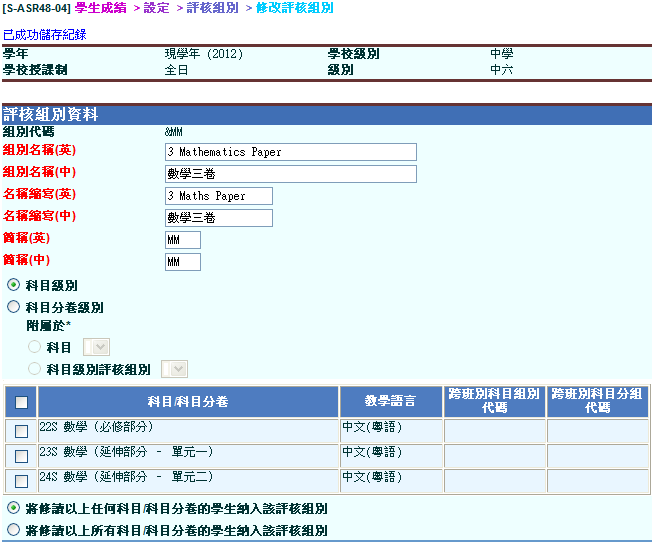 [S-ASR48-04] 學生成績 > 設定 > 評核組別 > 修改評核組別
已成功儲存紀錄
學年 現學年 (2012) 學校級別 中學
學校授課制 全日 級別 中六
評核組別資料
組別代碼 &MM
組別名稱(英) 3 Mathematics Paper
組別名稱(中) 數學三卷
名稱縮寫(英) 3 Maths Paper
名稱縮寫(中) 數學三卷
簡稱(英) MM
簡稱(中) MM
科目級別
科目分卷級別
附屬於*
科目
科目級別評核組別
科目/科目分卷 教學語言 跨班別科目組別代碼 跨班別科目分組代碼
22S 數學 (必修部分) 中文(粵語)
23S 數學 (延伸部分 - 單元一) 中文(粵語)
24S 數學 (延伸部分 - 單元二) 中文(粵語)
將修讀以上任何科目/科目分卷的學生納入該評核組別
將修讀以上所有科目/科目分卷的學生納入該評核組別